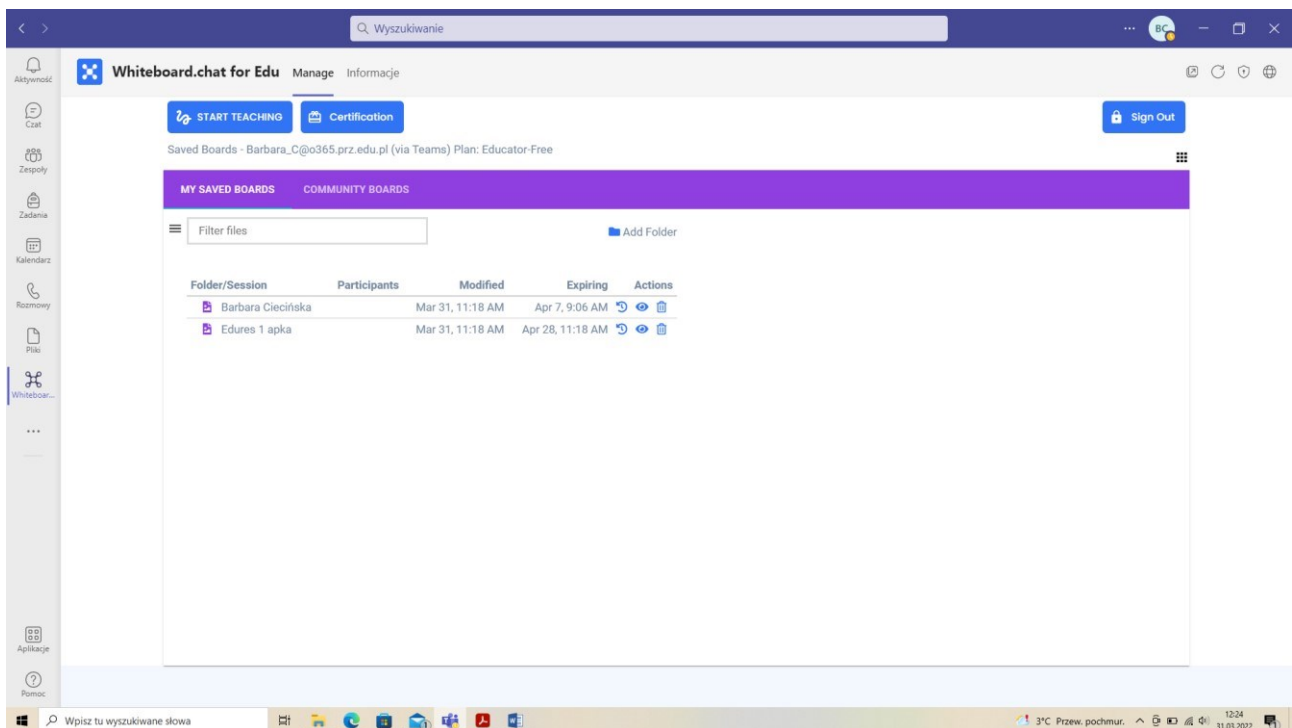 Wyszukiwanie
BC
Aktywność
Czat
Zespoły
Zadania
Kalendarz
Rozmowy
Pliki
Whiteboar...
Aplikacje
Pomoc
Whiteboard.chat for Edu Manage Informacje
START TEACHING Certification Sign Out
Saved Boards - Barbara_C@o365.prz.edu.pl (via Teams) Plan: Educator-Free
MY SAVED BOARDS COMMUNITY BOARDS
Filter files Add Folder
Folder/Session Participants Modified Expiring Actions
Barbara Ciecińska Mar 31, 11:18 AM Apr 7, 9:06 AM
Edures 1 apka Mar 31, 11:18 AM Apr 28, 11:18 AM
Wpisz tu wyszukiwane słowa 3°C Przew. pochmur. 12:24
31.03.2022